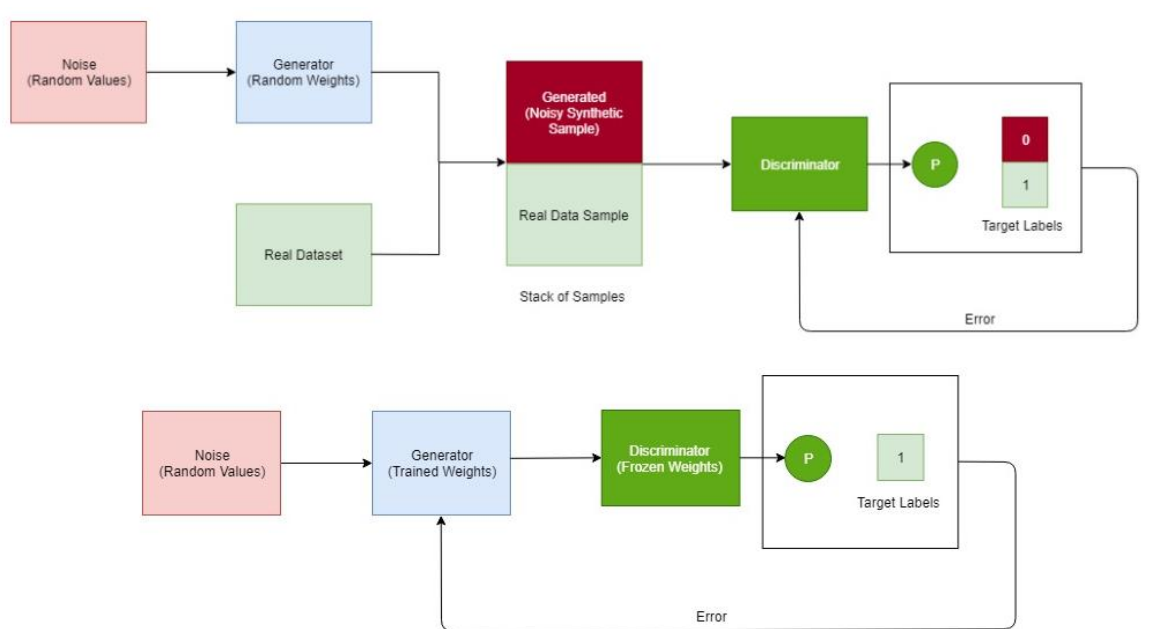 Noise
(Random Values)
Generator
(Random Weights)
Generated
(Noisy Synthetic
Sample)
Real Dataset
Real Data Sample
Stack of Samples
Discriminator
P
0
1
Target Labels
Error
Noise
(Random Values)
Generator
(Trained Weights)
Discriminator
(Frozen Weights)
P
1
Target Labels
Error